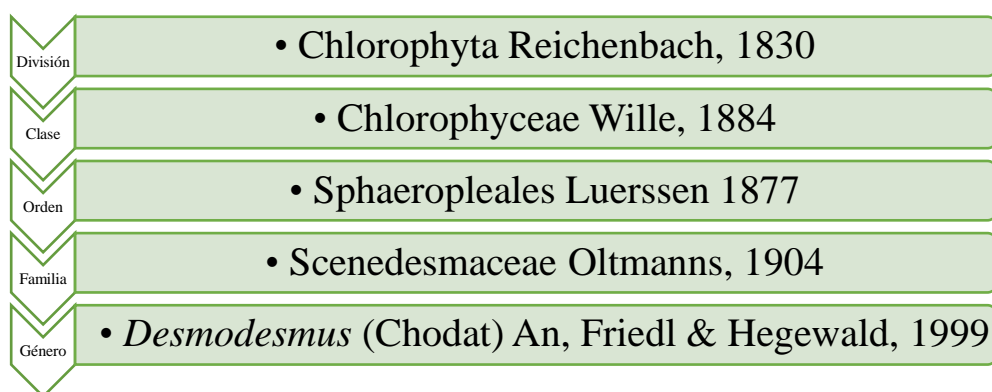 División
• Chlorophyta Reichenbach, 1830
Clase
• Chlorophyceae Wille, 1884
Orden
• Sphaeropleales Luerssen 1877
Familia
• Scenedesmaceae Oltmanns, 1904
Género
• Desmodesmus (Chodat) An, Friedl & Hegewald, 1999